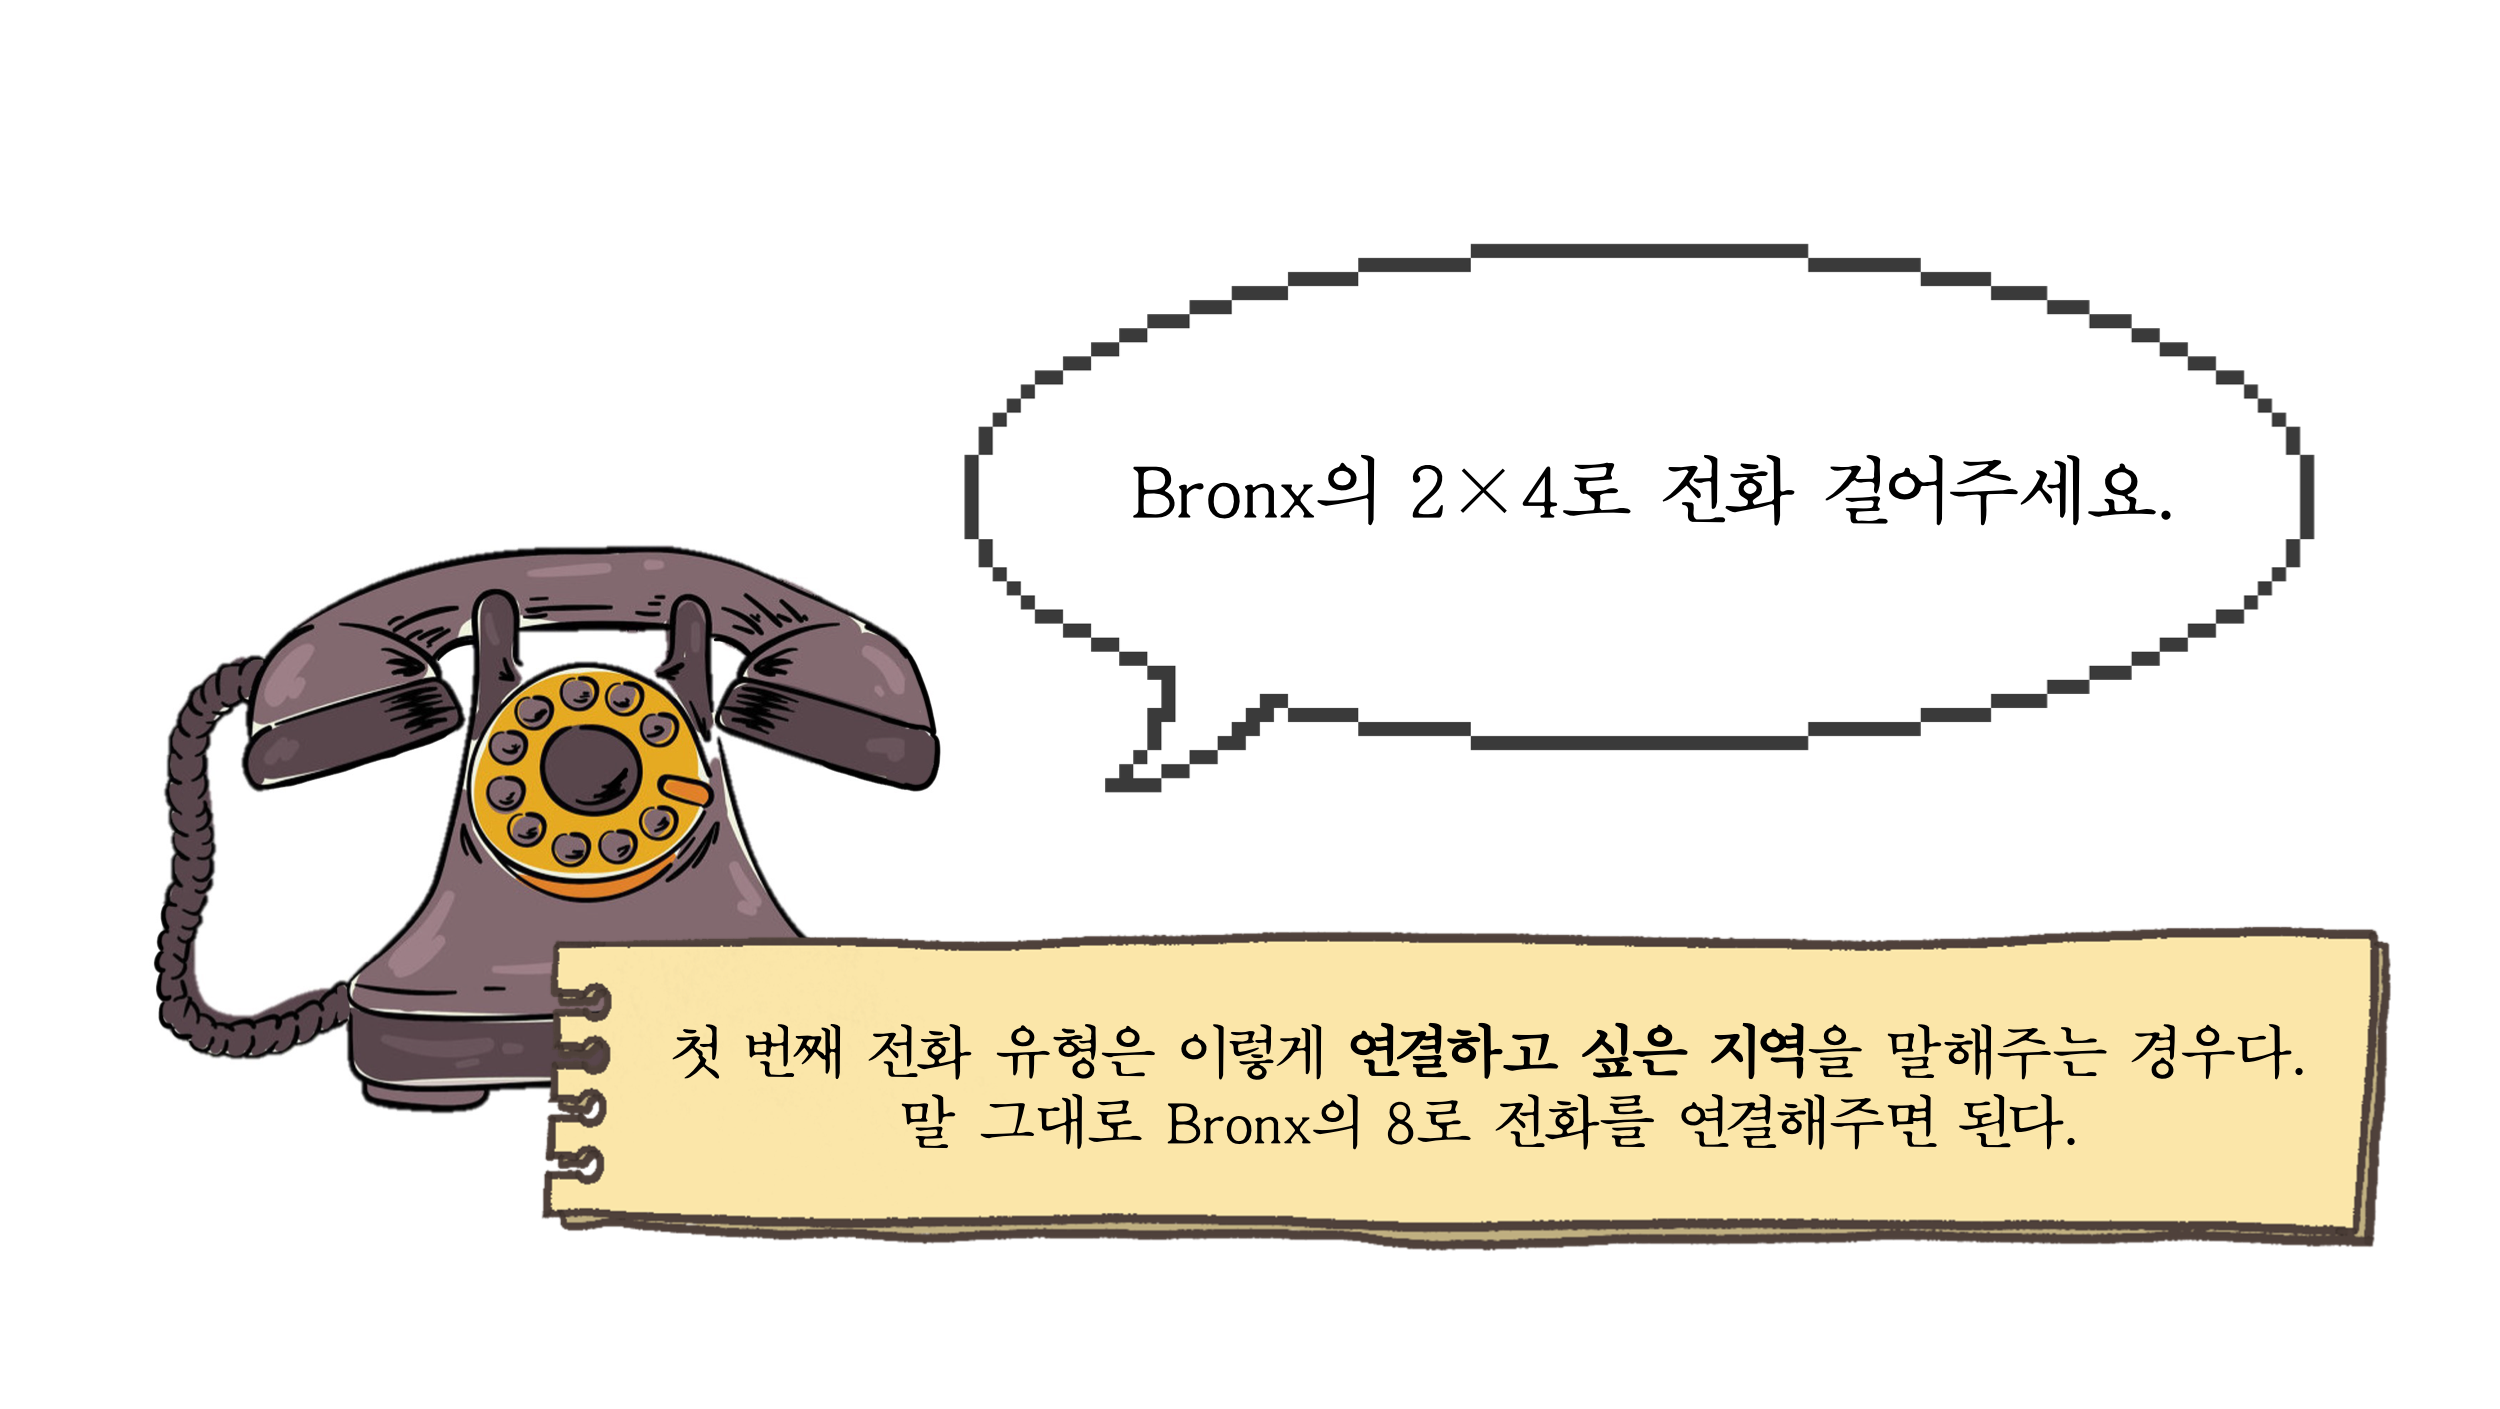 Bronx의 2×4로 전화 걸어주세요.
첫 번째 전화 유형은 이렇게 연결하고 싶은 지역을 말해주는 경우다.
말 그대로 Bronx의 8로 전화를 연결해주면 된다.